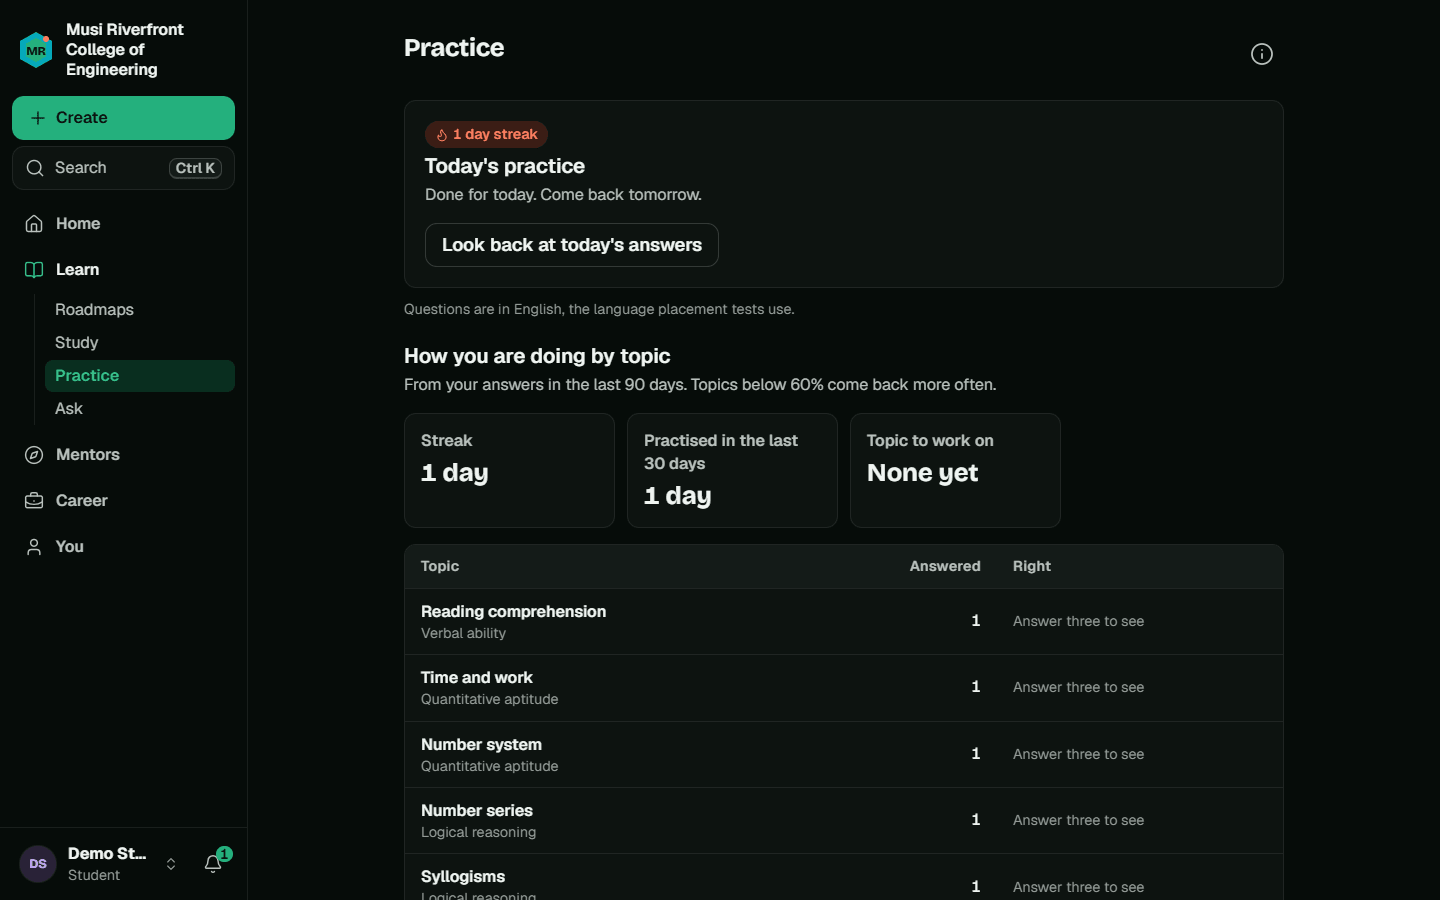 MR
Musi Riverfront
College of
Engineering
Create
Search Ctrl K
Home
Learn
Roadmaps
Study
Practice
Ask
Mentors
Career
You
DS
Demo St...
Student
1
Practice
1 day streak
Today's practice
Done for today. Come back tomorrow.
Look back at today's answers
Questions are in English, the language placement tests use.
How you are doing by topic
From your answers in the last 90 days. Topics below 60% come back more often.
Streak
1 day
Practised in the last
30 days
1 day
Topic to work on
None yet
Topic Answered Right
Reading comprehension
Verbal ability
1 Answer three to see
Time and work
Quantitative aptitude
1 Answer three to see
Number system
Quantitative aptitude
1 Answer three to see
Number series
Logical reasoning
1 Answer three to see
Syllogisms
Logical reasoning
1 Answer three to see